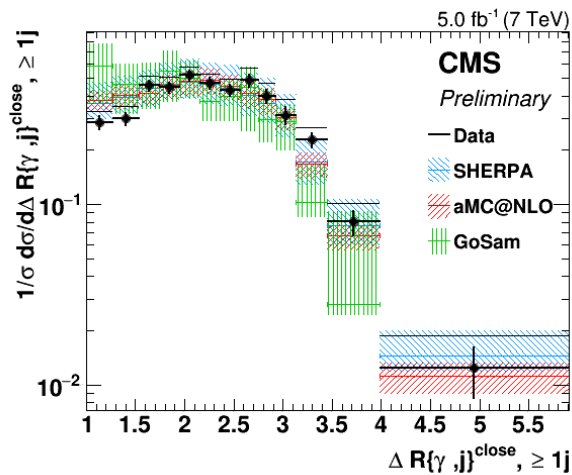 5.0 fb⁻¹ (7 TeV)
1/σ dσ/dΔ R{γ ,j}^close , ≥ 1j
CMS
Preliminary
Data
SHERPA
aMC@NLO
GoSam
10⁻¹
10⁻²
1 1.5 2 2.5 3 3.5 4 4.5 5 5.5
Δ R{γ ,j}^close , ≥ 1j